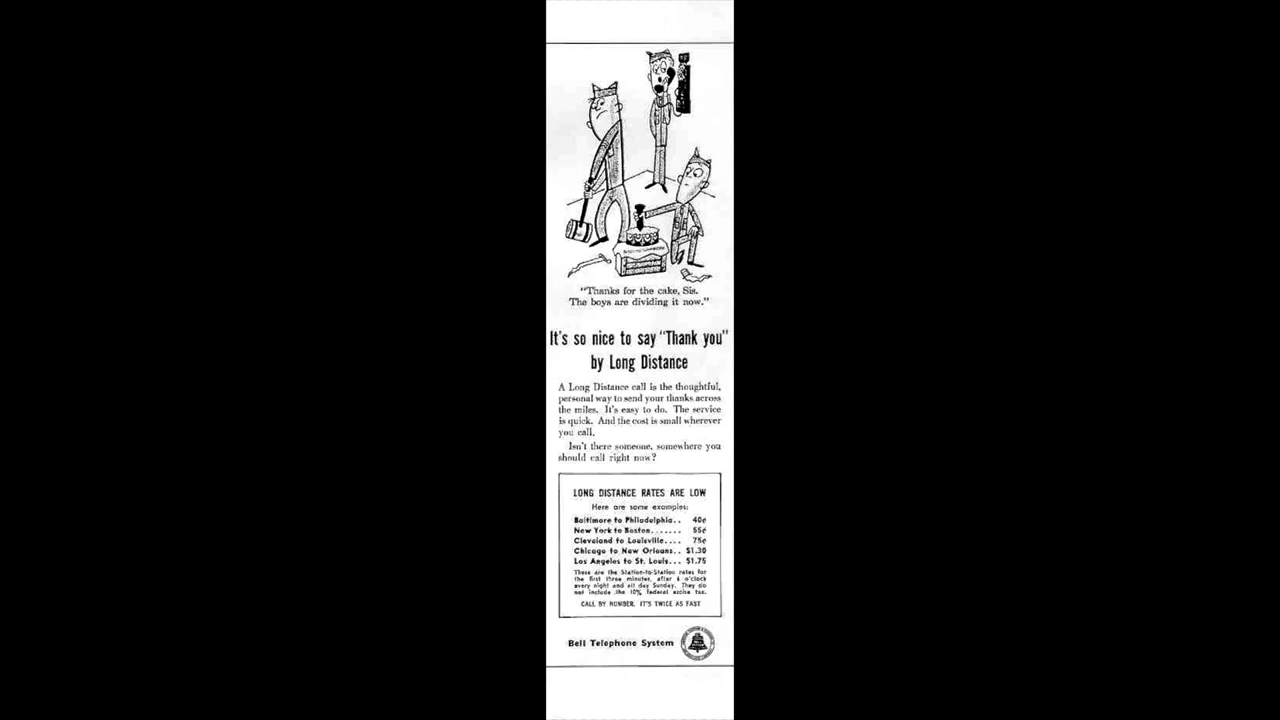 "Thanks for the cake, Sis.
The boys are dividing it now."
It's so nice to say "Thank you"
by Long Distance
A Long Distance call is the thoughtful,
personal way to send your thanks across
the miles. It's easy to do. The service
is quick. And the cost is small wherever
you call.
Isn't there someone, somewhere you
should call right now?
LONG DISTANCE RATES ARE LOW
Here are some examples:
Baltimore to Philadelphia.. 40¢
New York to Boston....... 55¢
Cleveland to Louisville.... 75¢
Chicago to New Orleans.. $1.30
Los Angeles to St. Louis... $1.75
These are the Station-to-Station rates for
the first three minutes, after 6 o'clock
every night and all day Sunday. They do
not include the 10% federal excise tax.
CALL BY NUMBER. IT'S TWICE AS FAST
Bell Telephone System